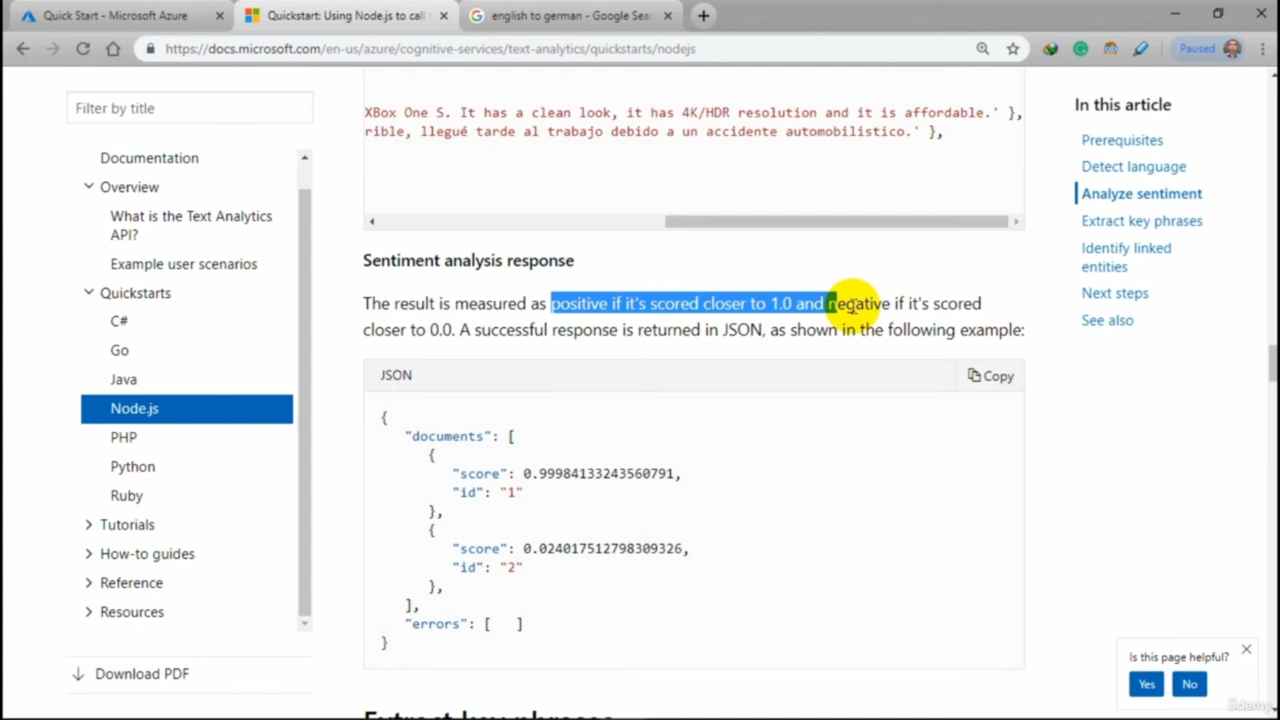 Quick Start - Microsoft Azure
Quickstart: Using Node.js to call
english to german - Google Sear
https://docs.microsoft.com/en-us/azure/cognitive-services/text-analytics/quickstarts/nodejs
Paused
Filter by title
Documentation
Overview
What is the Text Analytics
API?
Example user scenarios
Quickstarts
C#
Go
Java
Node.js
PHP
Python
Ruby
Tutorials
How-to guides
Reference
Resources
Download PDF
XBox One S. It has a clean look, it has 4K/HDR resolution and it is affordable.' },
rible, llegué tarde al trabajo debido a un accidente automobilistico.' },
Sentiment analysis response
The result is measured as positive if it's scored closer to 1.0 and negative if it's scored
closer to 0.0. A successful response is returned in JSON, as shown in the following example:
JSON
Copy
{
"documents": [
{
"score": 0.99984133243560791,
"id": "1"
},
{
"score": 0.024017512798309326,
"id": "2"
},
],
"errors": [ ]
}
Extract key phrases
In this article
Prerequisites
Detect language
Analyze sentiment
Extract key phrases
Identify linked
entities
Next steps
See also
Is this page helpful?
Yes
No
ûdemy